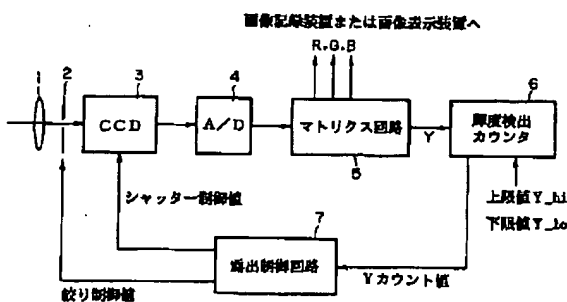 画像記録装置または画像表示装置へ
R.G.B
1
2
3
4
6
CCD
A/D
マトリクス回路
Y
輝度検出
カウンタ
5
シャッター制御値
上限値Y_hi
下限値Y_lo
7
露出制御回路
Yカウント値
絞り制御値